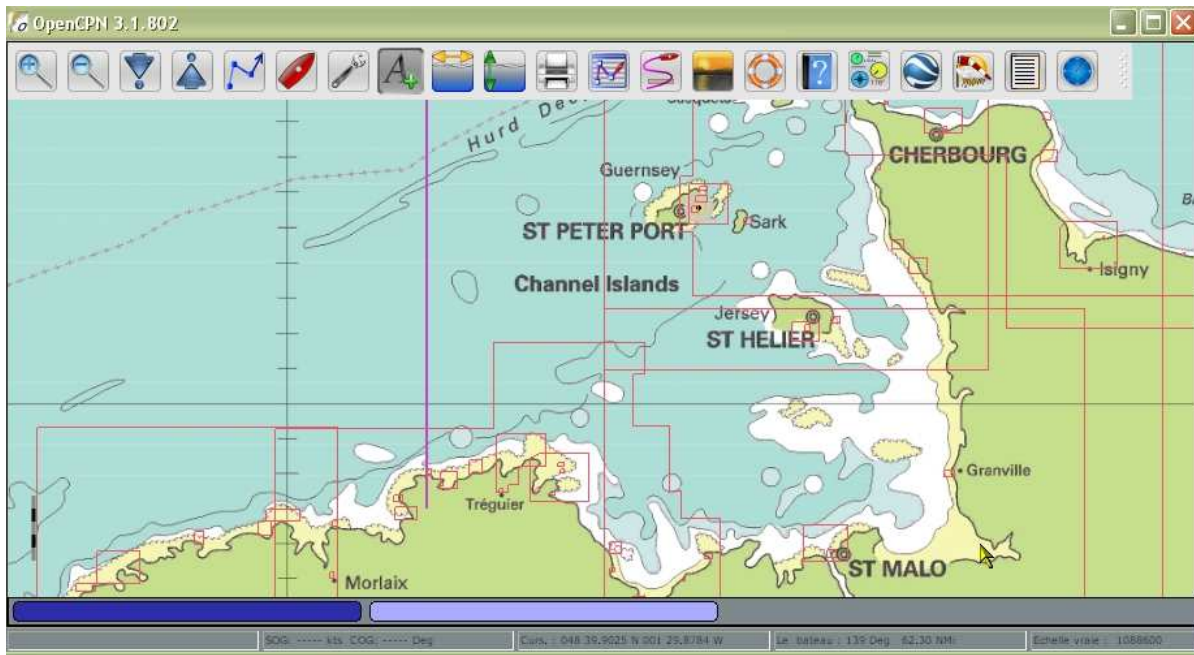 OpenCPN 3.1.802
Hurd
Guernsey
CHERBOURG
ST PETER PORT
Sark
Channel Islands
Isigny
Jersey
ST HELIER
Granville
Tréguier
ST MALO
Morlaix
SOG: ----- kts COG: ----- Deg
Curs. : 048 39.9025 N 001 29.8784 W
Le bateau : 139 Deg 62.30 NMi
Echelle vraie : 1088600